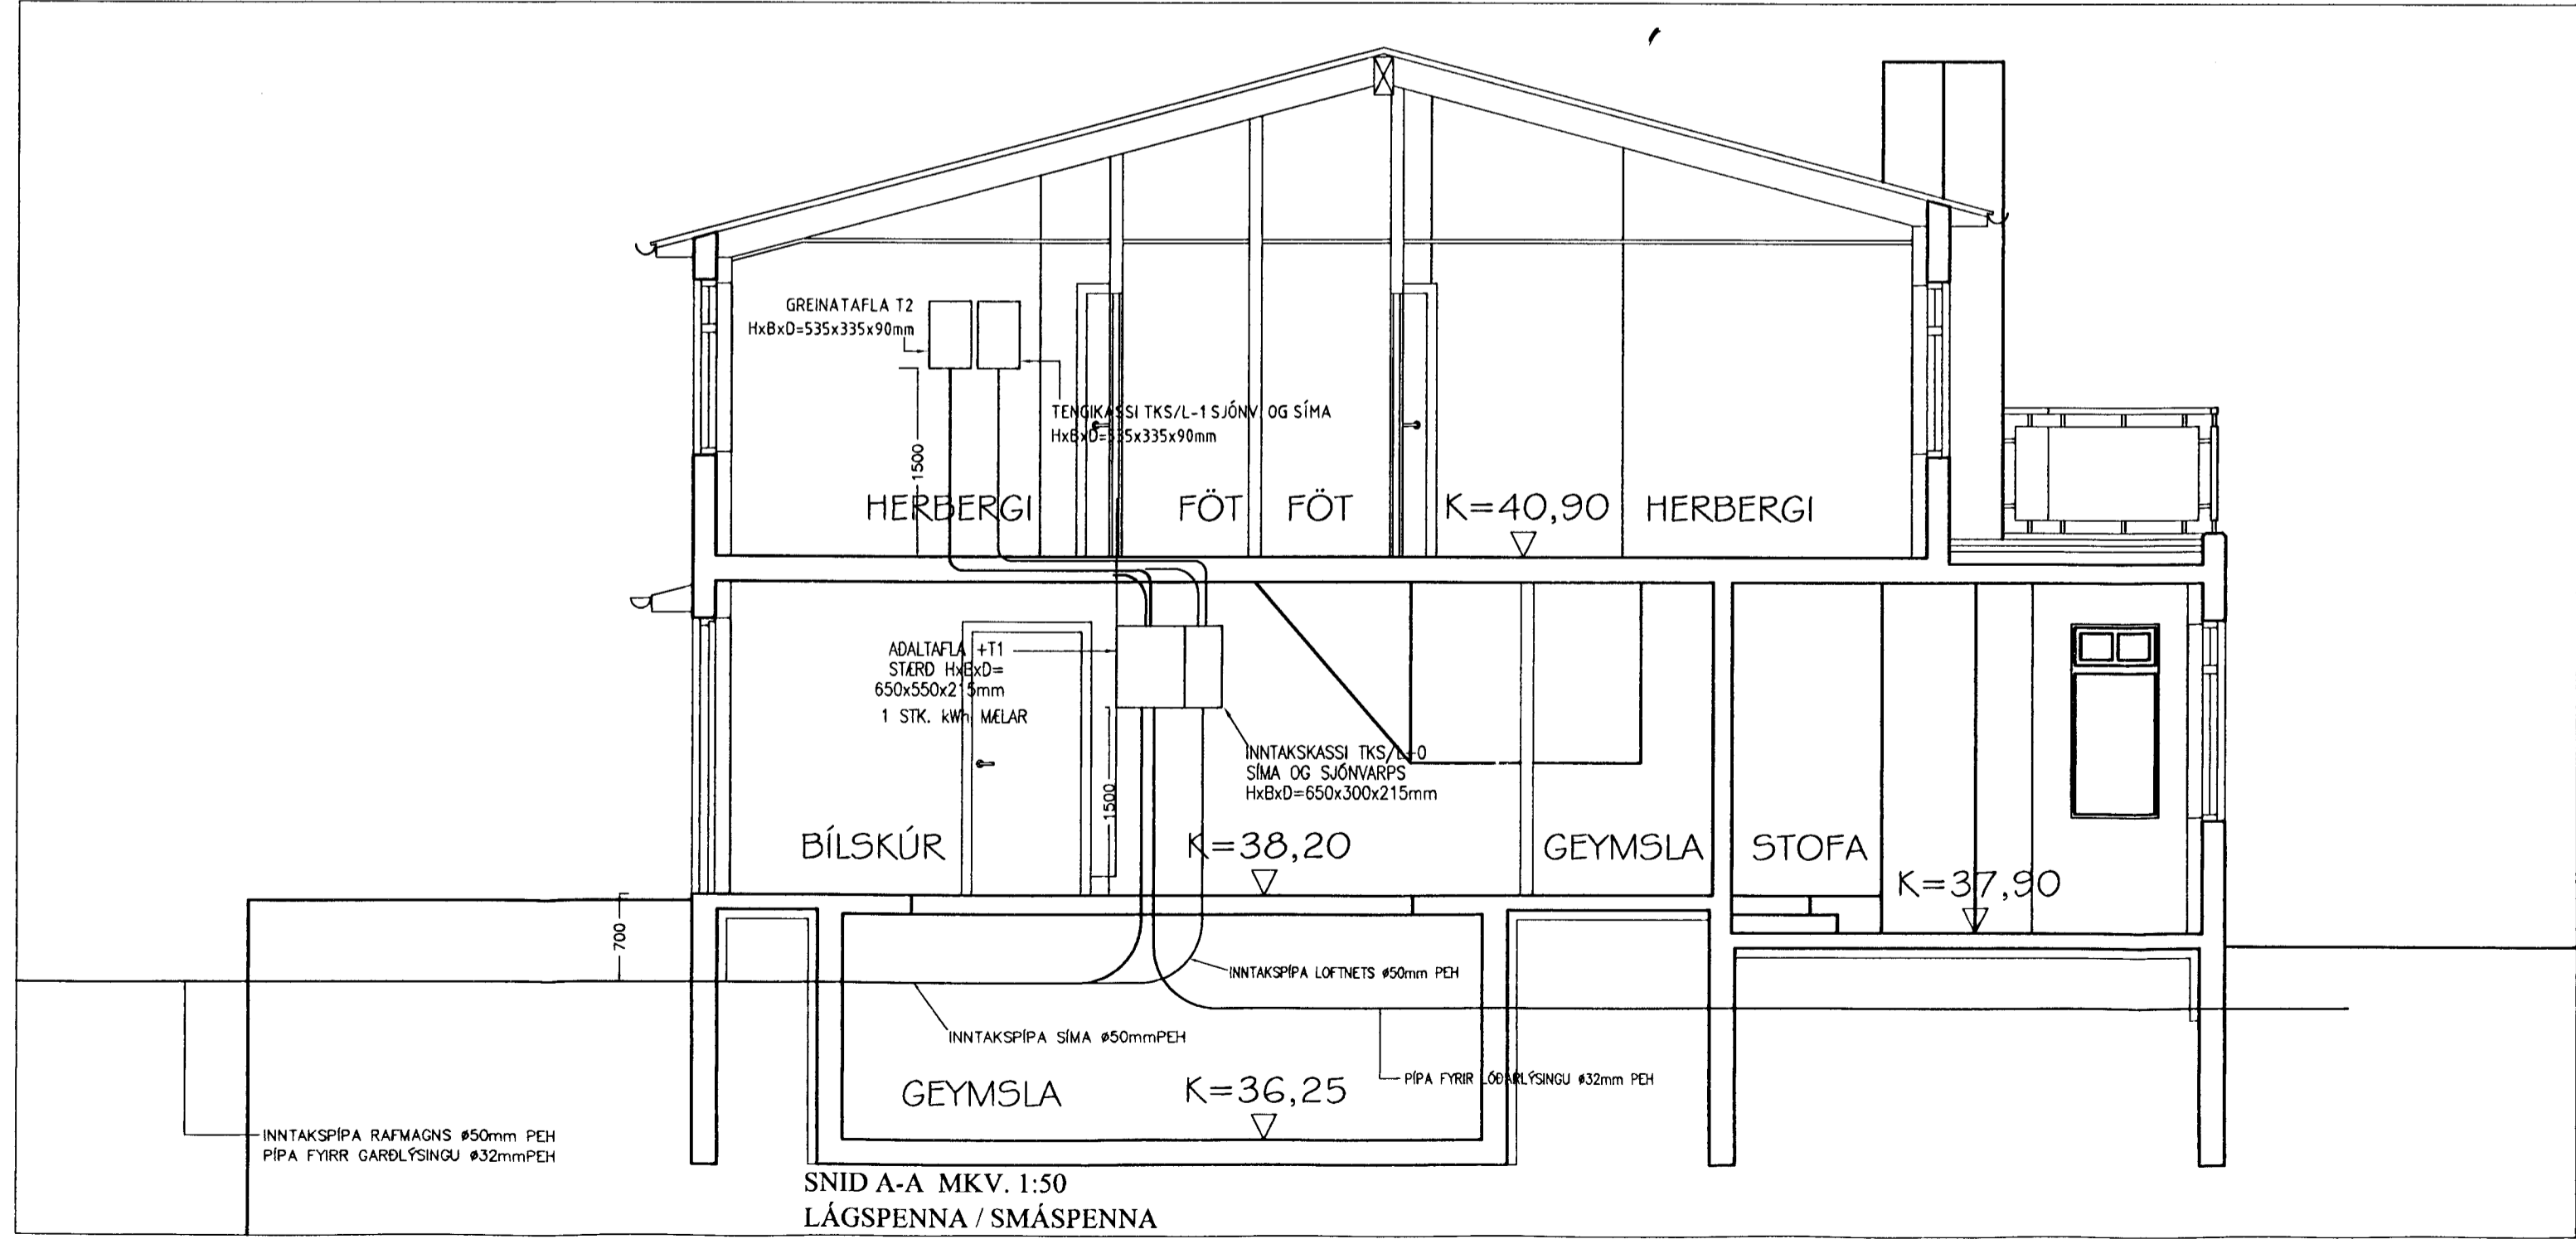 GREINATAFLA T2
HxBxD=535x335x90mm
TENGIKASSI TKS/L-1 SJÓNV. OG SÍMA
HxBxD=535x335x90mm
1500
HERBERGI
FÖT
FÖT
K=40,90
HERBERGI
ADALTAFLA +T1
STÆRD HxBxD=
650x550x215mm
1 STK. kWh MÆLAR
INNTAKSKASSI TKS/L-0
SÍMA OG SJÓNVARPS
HxBxD=650x300x215mm
1500
BÍLSKÚR
K=38,20
GEYMSLA
STOFA
K=37,90
700
INNTAKSPÍPA LOFTNETS ø50mm PEH
INNTAKSPÍPA SÍMA ø50mmPEH
PÍPA FYRIR LÓÐARLÝSINGU ø32mm PEH
GEYMSLA
K=36,25
INNTAKSPÍPA RAFMAGNS ø50mm PEH
PÍPA FYIRR GARÐLÝSINGU ø32mmPEH
SNID A-A MKV. 1:50
LÁGSPENNA / SMÁSPENNA